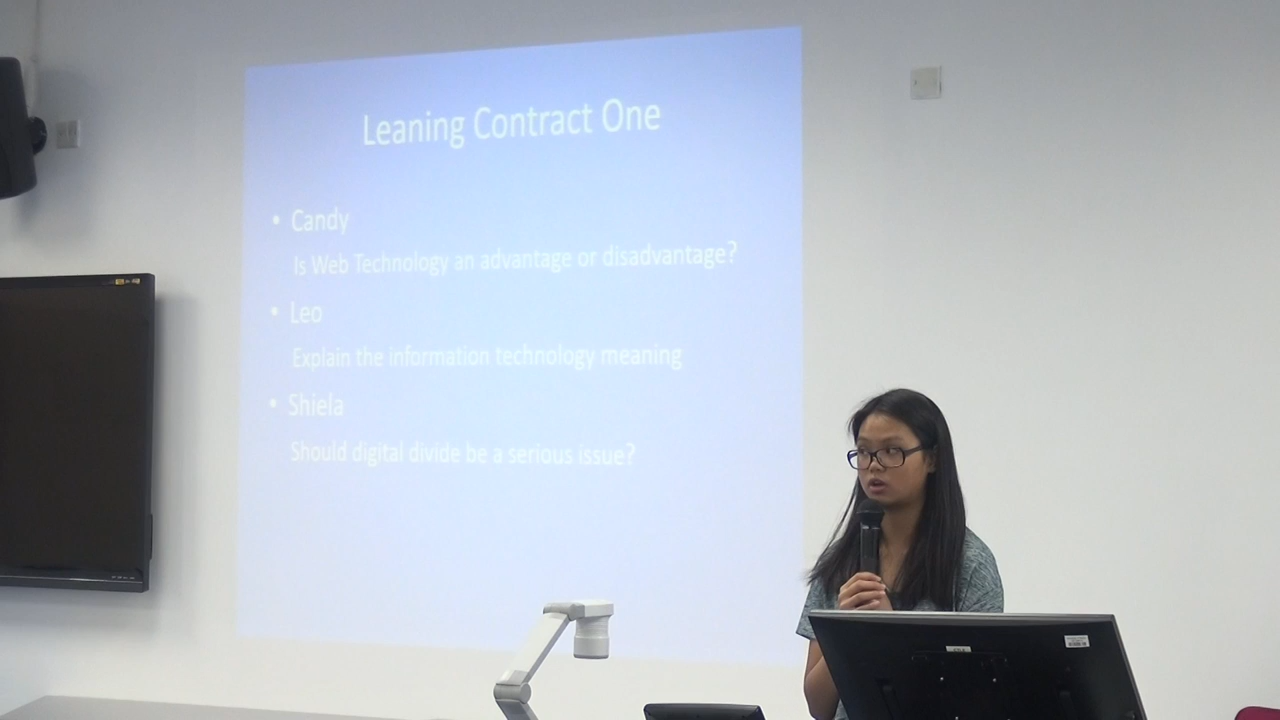 Leaning Contract One
• Candy
Is Web Technology an advantage or disadvantage?
• Leo
Explain the information technology meaning
• Shiela
Should digital divide be a serious issue?